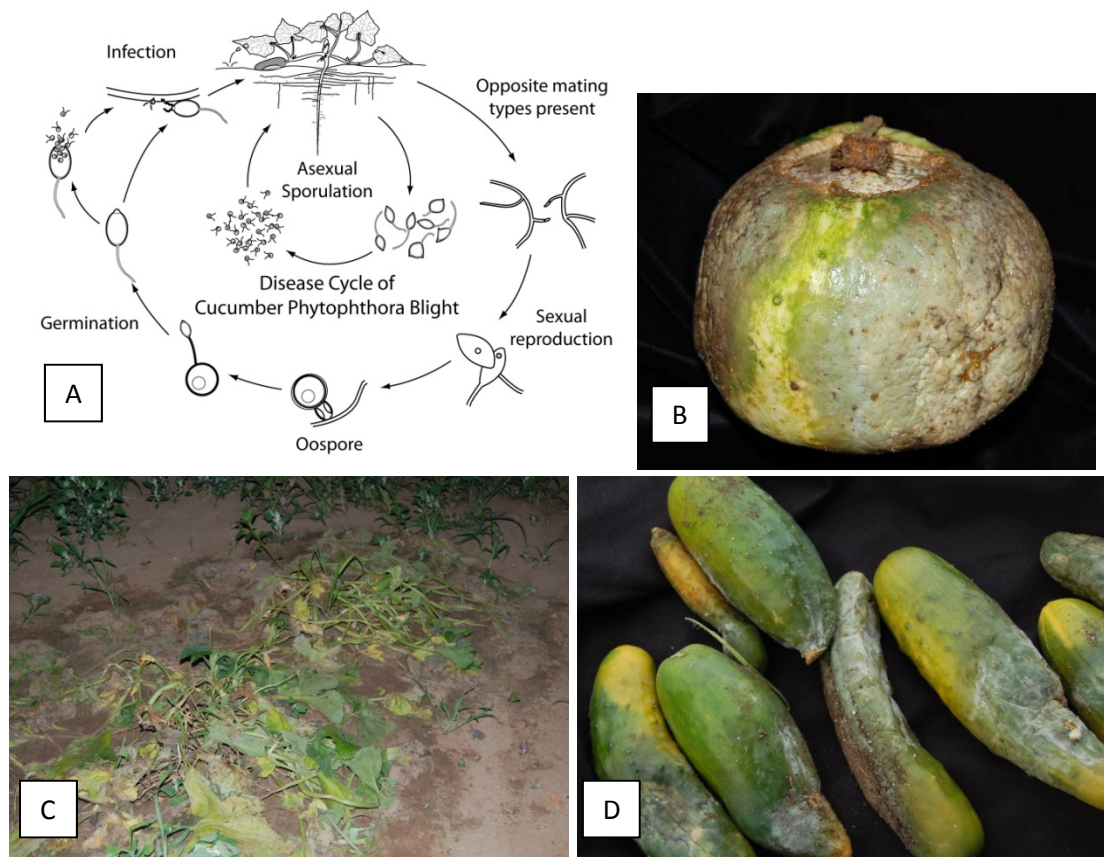 Infection
Opposite mating
types present
Asexual
Sporulation
Disease Cycle of
Cucumber Phytophthora Blight
Germination
Sexual
reproduction
Oospore
A
B
C
D